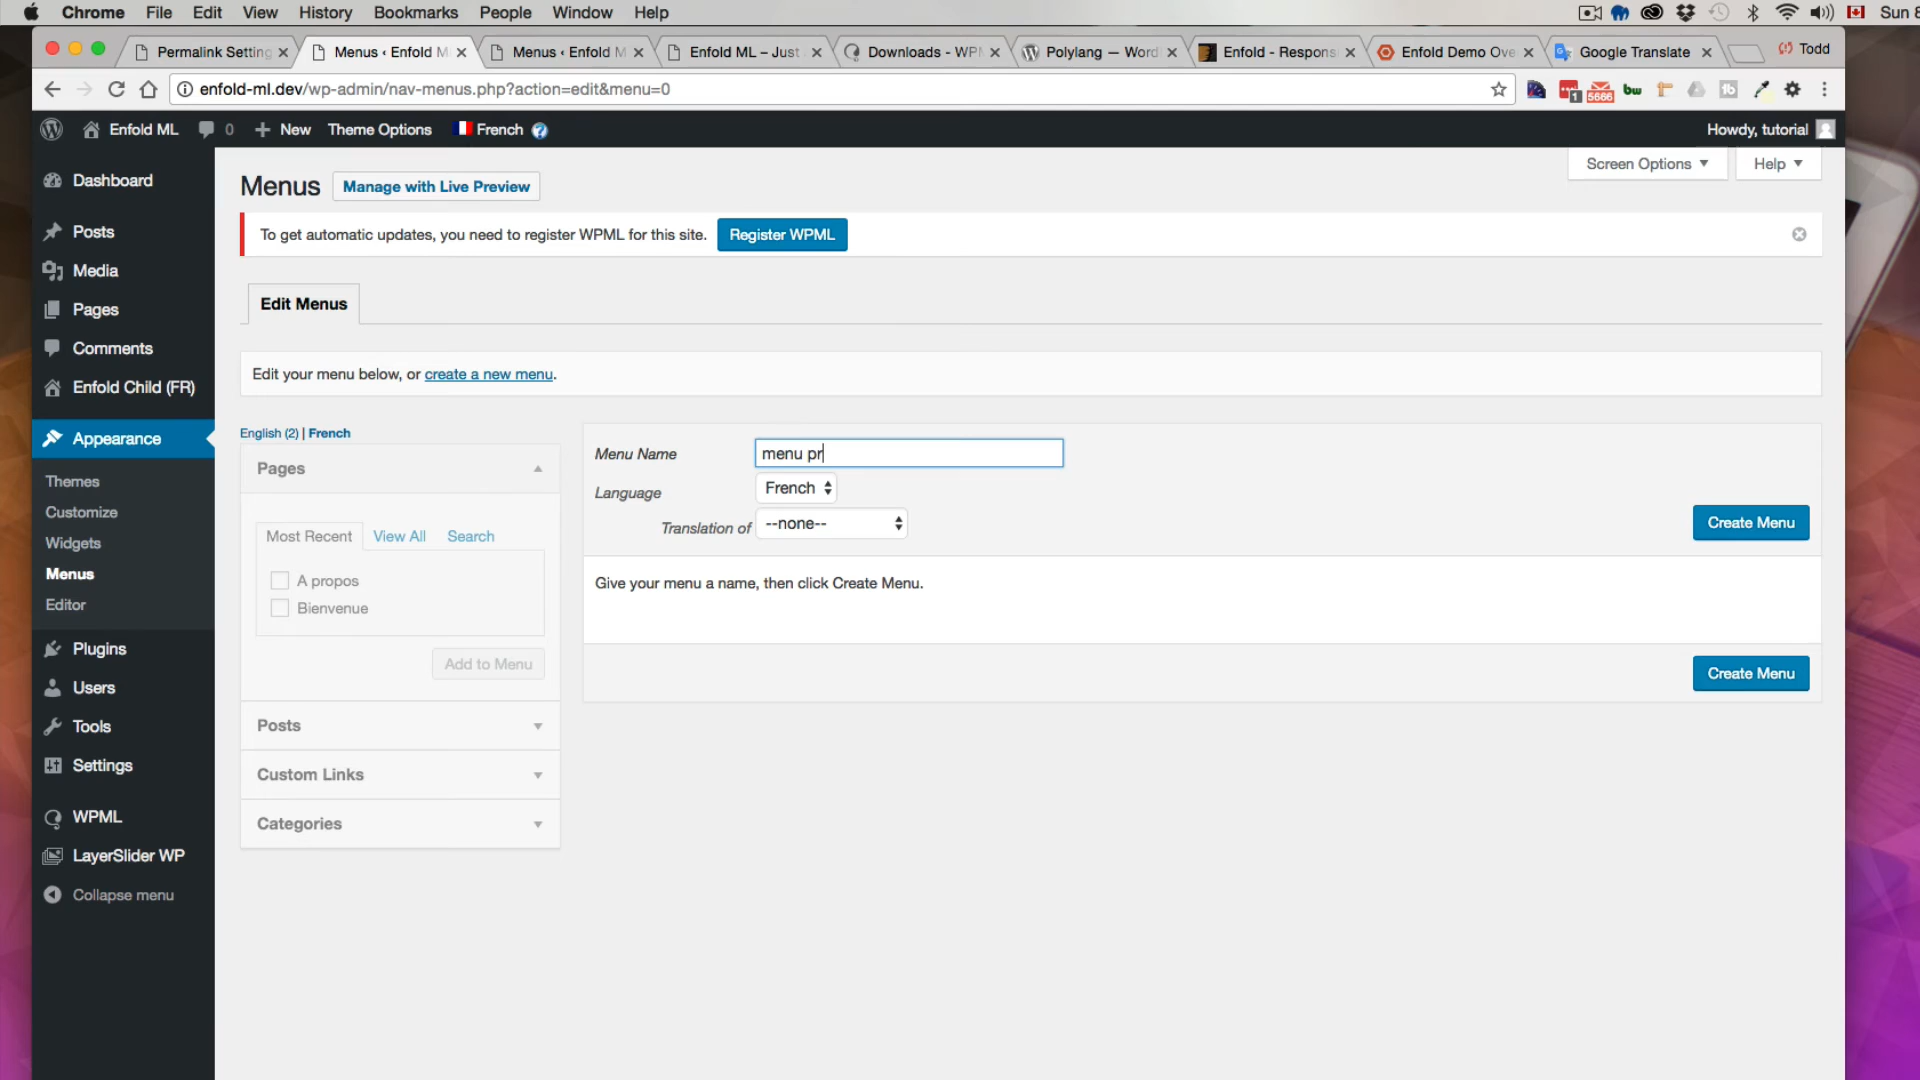 Chrome File Edit View History Bookmarks People Window Help Sun 8
Permalink Setting Menus ‹ Enfold M Menus ‹ Enfold M Enfold ML – Just Downloads - WP Polylang — Word Enfold - Respons Enfold Demo Ove Google Translate Todd
enfold-ml.dev/wp-admin/nav-menus.php?action=edit&menu=0 1 5666 bw
Enfold ML 0 New Theme Options French ? Howdy, tutorial
Screen Options Help
Menus Manage with Live Preview
To get automatic updates, you need to register WPML for this site. Register WPML
Edit Menus
Edit your menu below, or create a new menu.
Dashboard
Posts
Media
Pages
Comments
Enfold Child (FR)
Appearance
Themes
Customize
Widgets
Menus
Editor
Plugins
Users
Tools
Settings
WPML
LayerSlider WP
Collapse menu
English (2) | French
Pages
Most Recent View All Search
A propos
Bienvenue
Add to Menu
Posts
Custom Links
Categories
Menu Name menu pr
Language French
Translation of --none--
Create Menu
Give your menu a name, then click Create Menu.
Create Menu